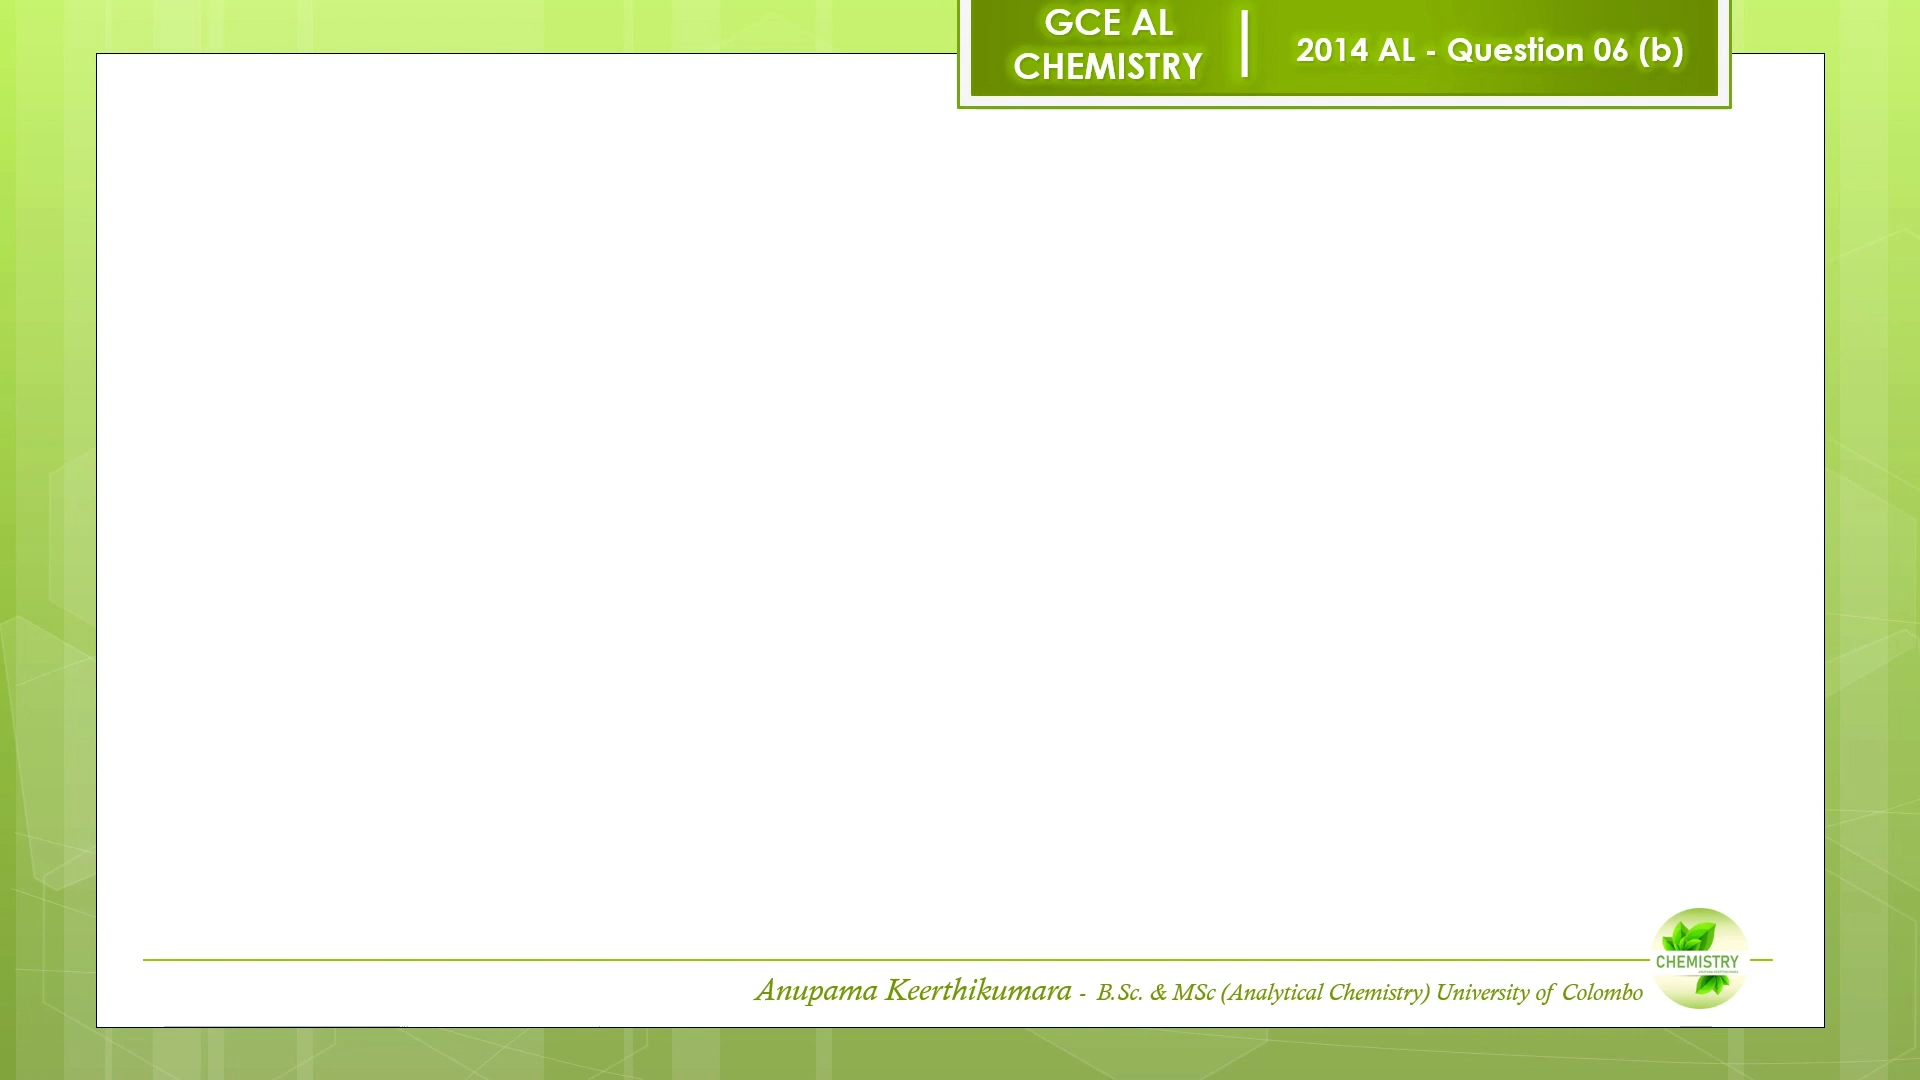 GCE AL
CHEMISTRY
2014 AL - Question 06 (b)
Anupama Keerthikumara - B.Sc. & MSc (Analytical Chemistry) University of Colombo
CHEMISTRY